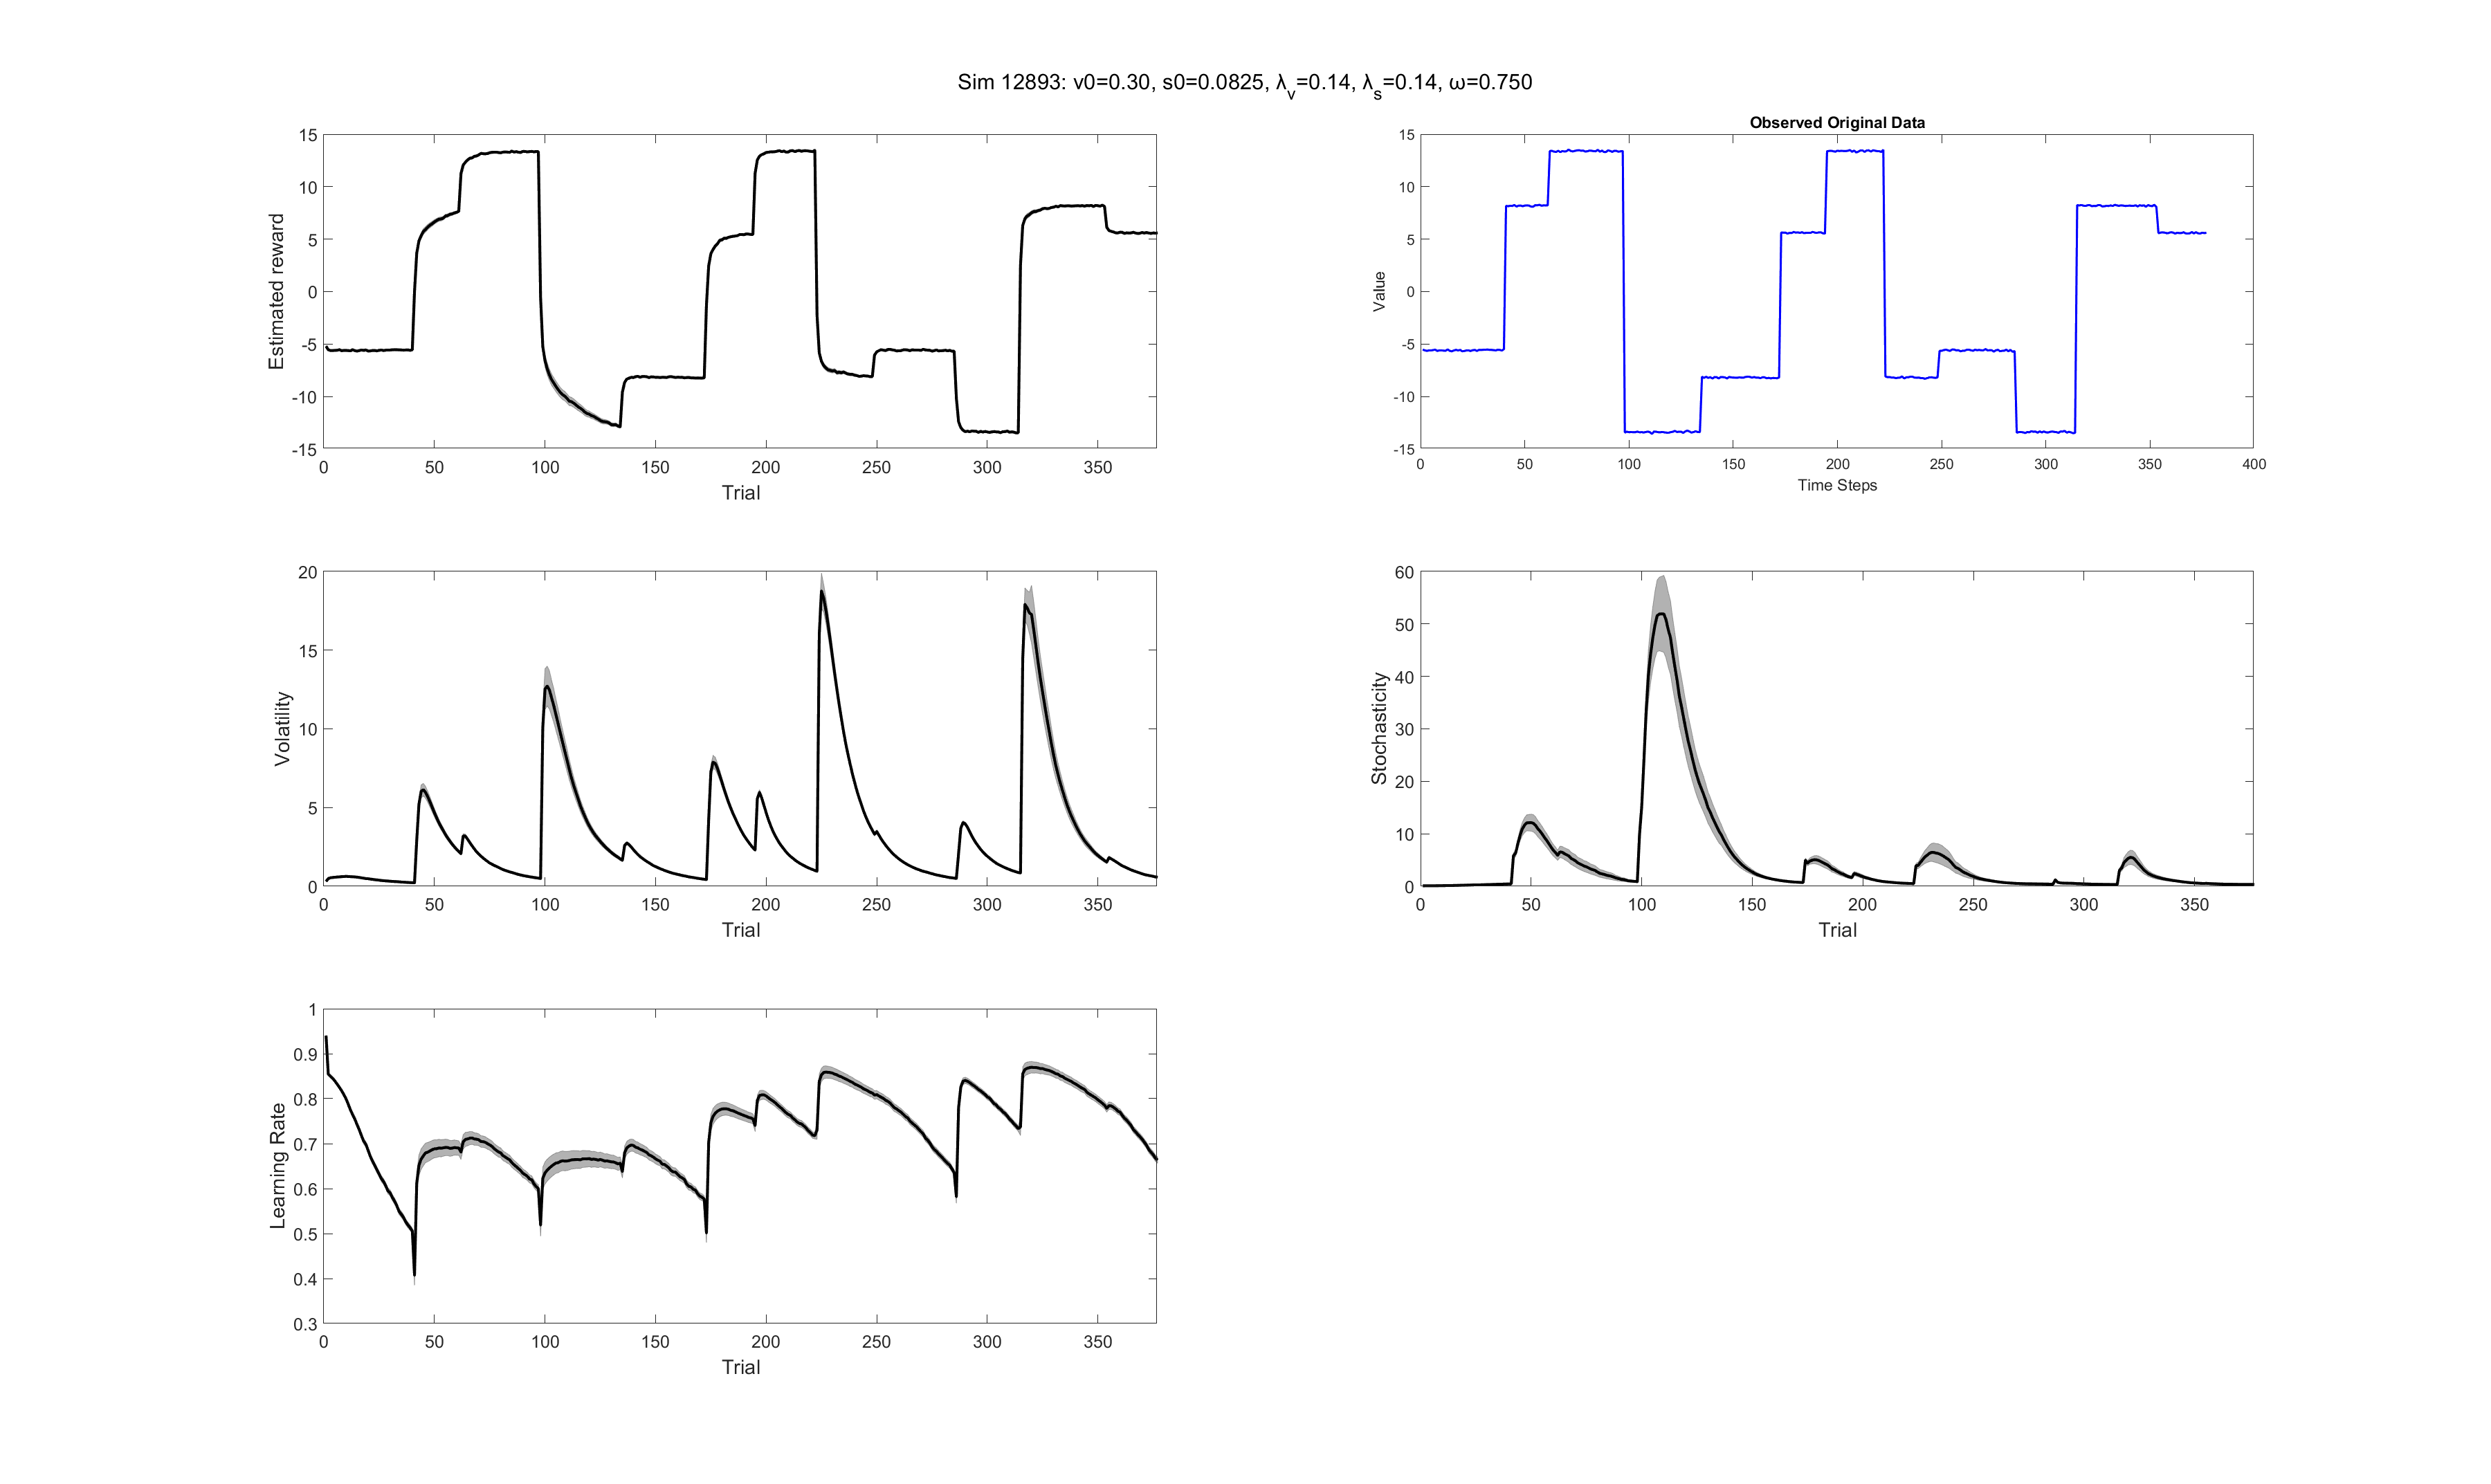 Sim 12893: v0=0.30, s0=0.0825, λv=0.14, λs=0.14, ω=0.750
15
10
5
0
-5
-10
-15
Estimated reward
0 50 100 150 200 250 300 350
Trial
Observed Original Data
15
10
5
0
-5
-10
-15
Value
0 50 100 150 200 250 300 350 400
Time Steps
20
15
10
5
0
Volatility
0 50 100 150 200 250 300 350
Trial
60
50
40
30
20
10
0
Stochasticity
0 50 100 150 200 250 300 350
Trial
1
0.9
0.8
0.7
0.6
0.5
0.4
0.3
Learning Rate
0 50 100 150 200 250 300 350
Trial